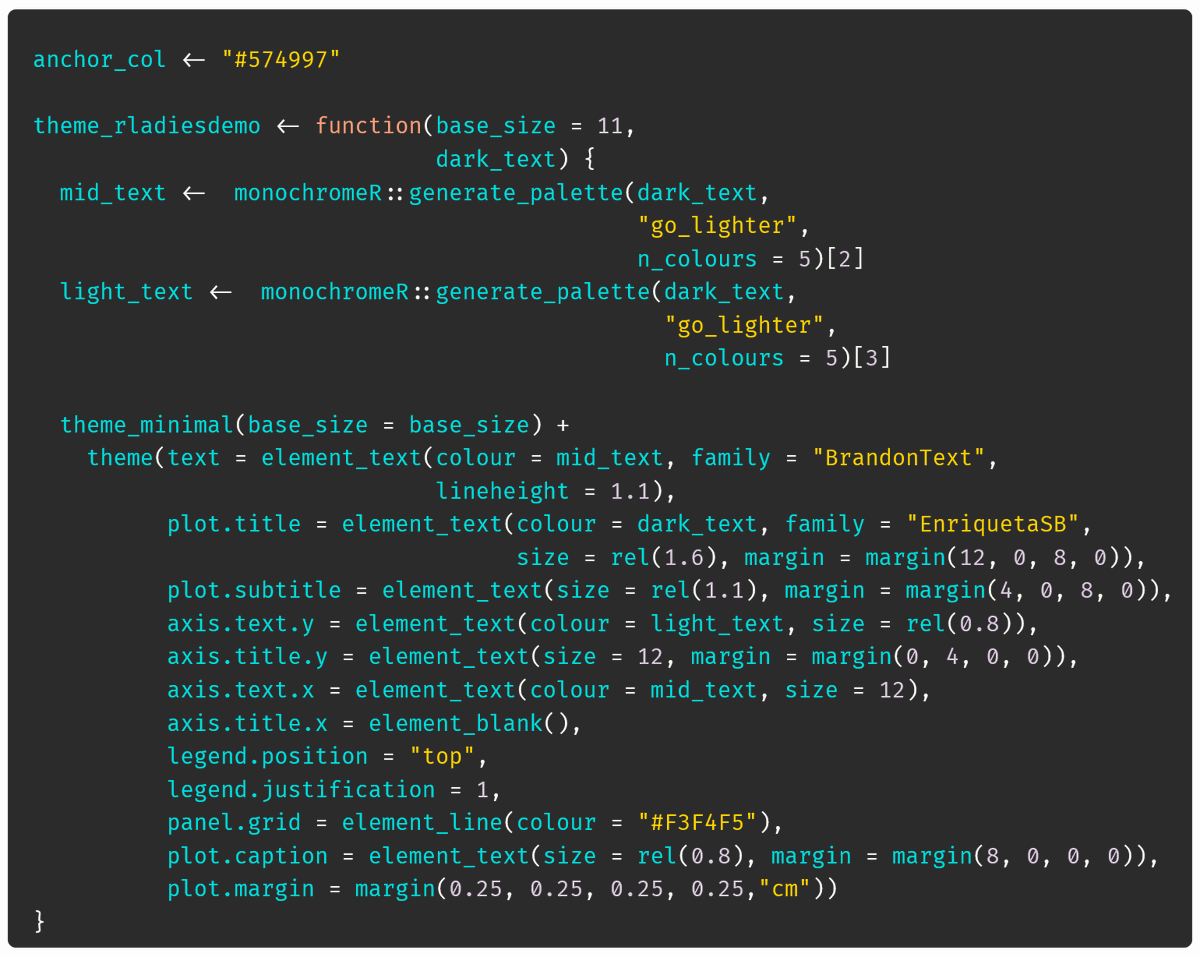 anchor_col <- "#574997"

theme_rladiesdemo <- function(base_size = 11,
                              dark_text) {
  mid_text <-  monochromeR::generate_palette(dark_text,
                                             "go_lighter",
                                             n_colours = 5)[2]
  light_text <-  monochromeR::generate_palette(dark_text,
                                               "go_lighter",
                                               n_colours = 5)[3]

  theme_minimal(base_size = base_size) +
    theme(text = element_text(colour = mid_text, family = "BrandonText",
                              lineheight = 1.1),
          plot.title = element_text(colour = dark_text, family = "EnriquetaSB",
                                    size = rel(1.6), margin = margin(12, 0, 8, 0)),
          plot.subtitle = element_text(size = rel(1.1), margin = margin(4, 0, 8, 0)),
          axis.text.y = element_text(colour = light_text, size = rel(0.8)),
          axis.title.y = element_text(size = 12, margin = margin(0, 4, 0, 0)),
          axis.text.x = element_text(colour = mid_text, size = 12),
          axis.title.x = element_blank(),
          legend.position = "top",
          legend.justification = 1,
          panel.grid = element_line(colour = "#F3F4F5"),
          plot.caption = element_text(size = rel(0.8), margin = margin(8, 0, 0, 0)),
          plot.margin = margin(0.25, 0.25, 0.25, 0.25,"cm"))
}